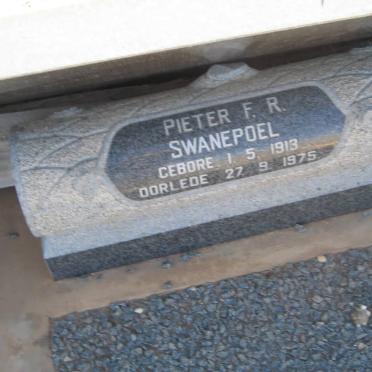 PIETER F. R.
SWANEPOEL
GEBORE 1. 5. 1913
OORLEDE 27. 9. 1975